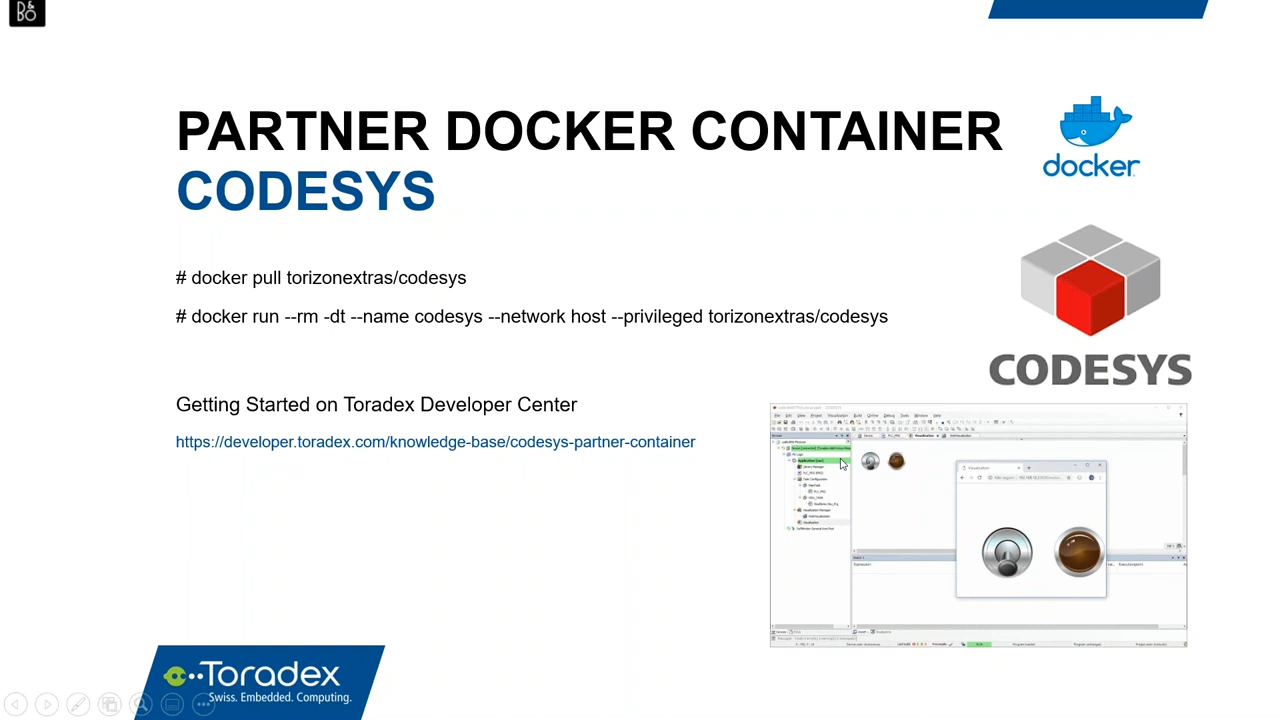 B&O
PARTNER DOCKER CONTAINER
CODESYS
docker
# docker pull torizonextras/codesys
# docker run --rm -dt --name codesys --network host --privileged torizonextras/codesys
CODESYS
Getting Started on Toradex Developer Center
https://developer.toradex.com/knowledge-base/codesys-partner-container
Visualization
Toradex
Swiss. Embedded. Computing.